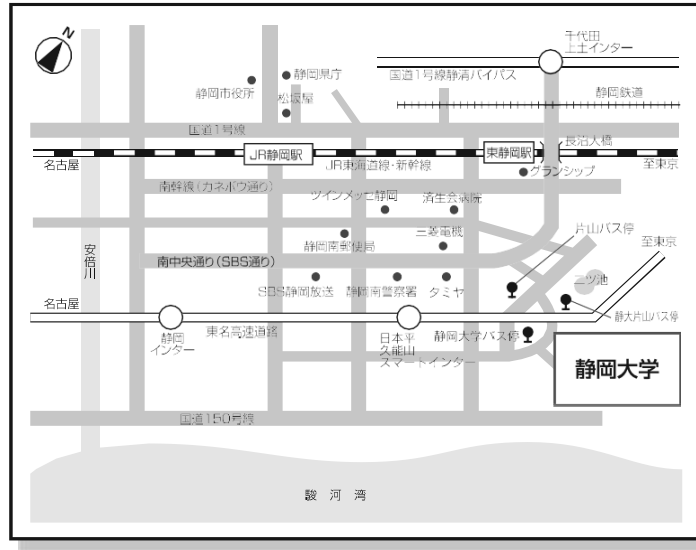 N
千代田
上土インター
静岡県庁
国道1号線静清バイパス
静岡市役所
松坂屋
静岡鉄道
国道1号線
長沼大橋
JR静岡駅
東静岡駅
名古屋
JR東海道線・新幹線
至東京
グランシップ
南幹線(カネボウ通り)
ツインメッセ静岡
済生会病院
片山バス停
三菱電機
静岡南郵便局
至東京
安倍川
南中央通り(SBS通り)
二ツ池
SBS静岡放送
静岡南警察署
タミヤ
名古屋
静大片山バス停
静岡
インター
東名高速道路
日本平
久能山
スマートインター
静岡大学バス停
静岡大学
国道150号線
駿河湾